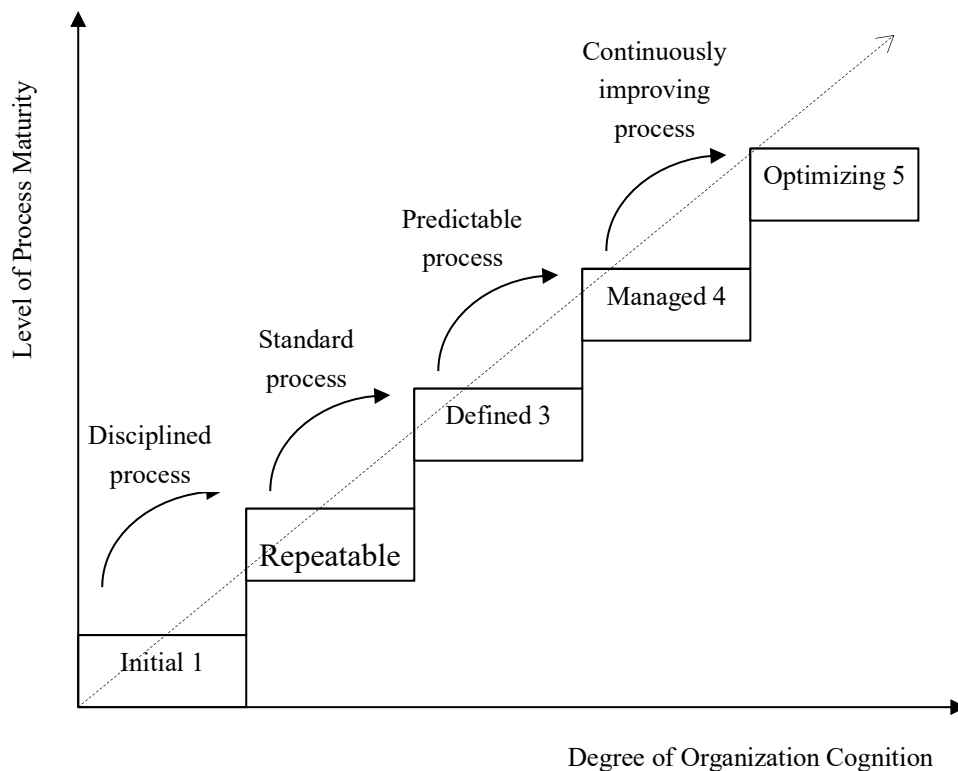 Continuously
improving
process
Optimizing 5
Predictable
process
Managed 4
Standard
process
Defined 3
Disciplined
process
Repeatable
Initial 1
Level of Process Maturity
Degree of Organization Cognition